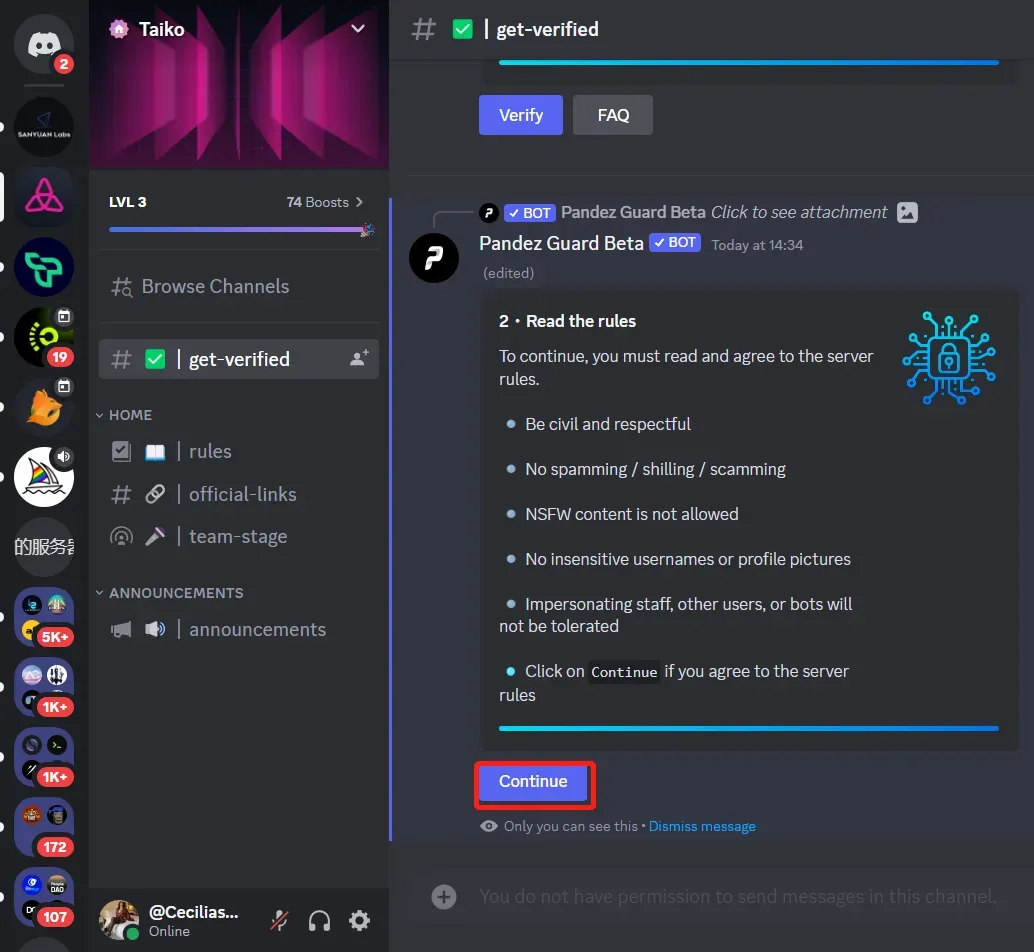 Taiko
| get-verified
2
SANYUAN Labs
Verify
FAQ
LVL 3
74 Boosts
BOT Pandez Guard Beta Click to see attachment
Pandez Guard Beta BOT Today at 14:34
(edited)
Browse Channels
2 • Read the rules
To continue, you must read and agree to the server
rules.
19
| get-verified
HOME
Be civil and respectful
| rules
No spamming / shilling / scamming
| official-links
NSFW content is not allowed
| team-stage
的服务
No insensitive usernames or profile pictures
ANNOUNCEMENTS
Impersonating staff, other users, or bots will
not be tolerated
| announcements
5K+
Click on Continue if you agree to the server
rules
1K+
1K+
Continue
Only you can see this • Dismiss message
172
You do not have permission to send messages in this channel.
107
@Cecilias...
Online